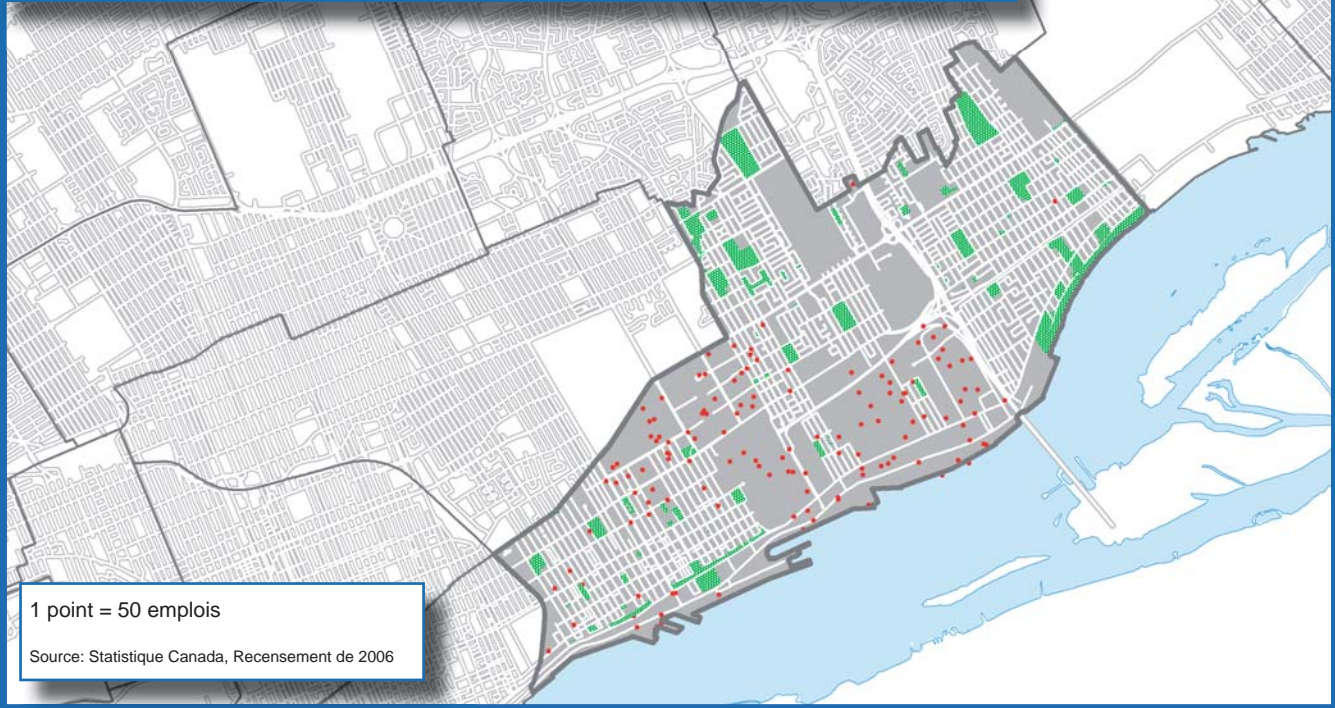 1 point = 50 emplois
Source: Statistique Canada, Recensement de 2006